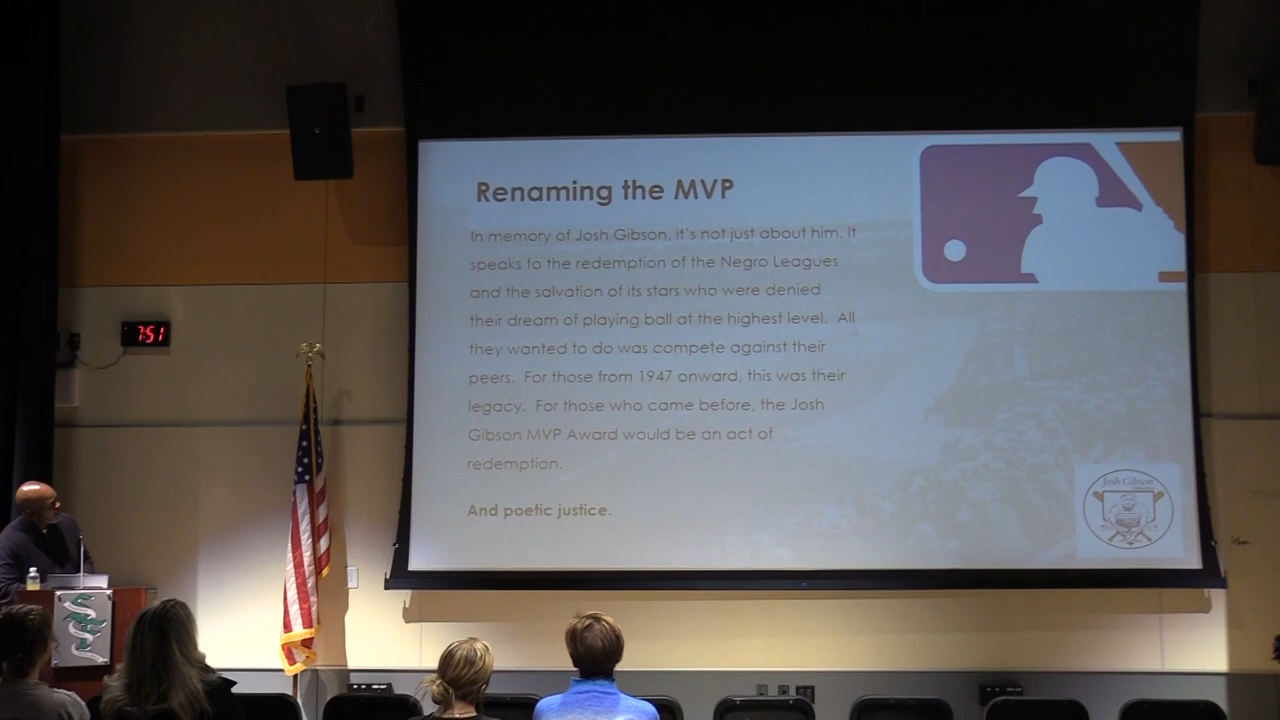 Renaming the MVP
In memory of Josh Gibson, it's not just about him. It
speaks to the redemption of the Negro Leagues
and the salvation of its stars who were denied
their dream of playing ball at the highest level.  All
they wanted to do was compete against their
peers.  For those from 1947 onward, this was their
legacy.  For those who came before, the Josh
Gibson MVP Award would be an act of
redemption.
And poetic justice.
7:51
Josh Gibson